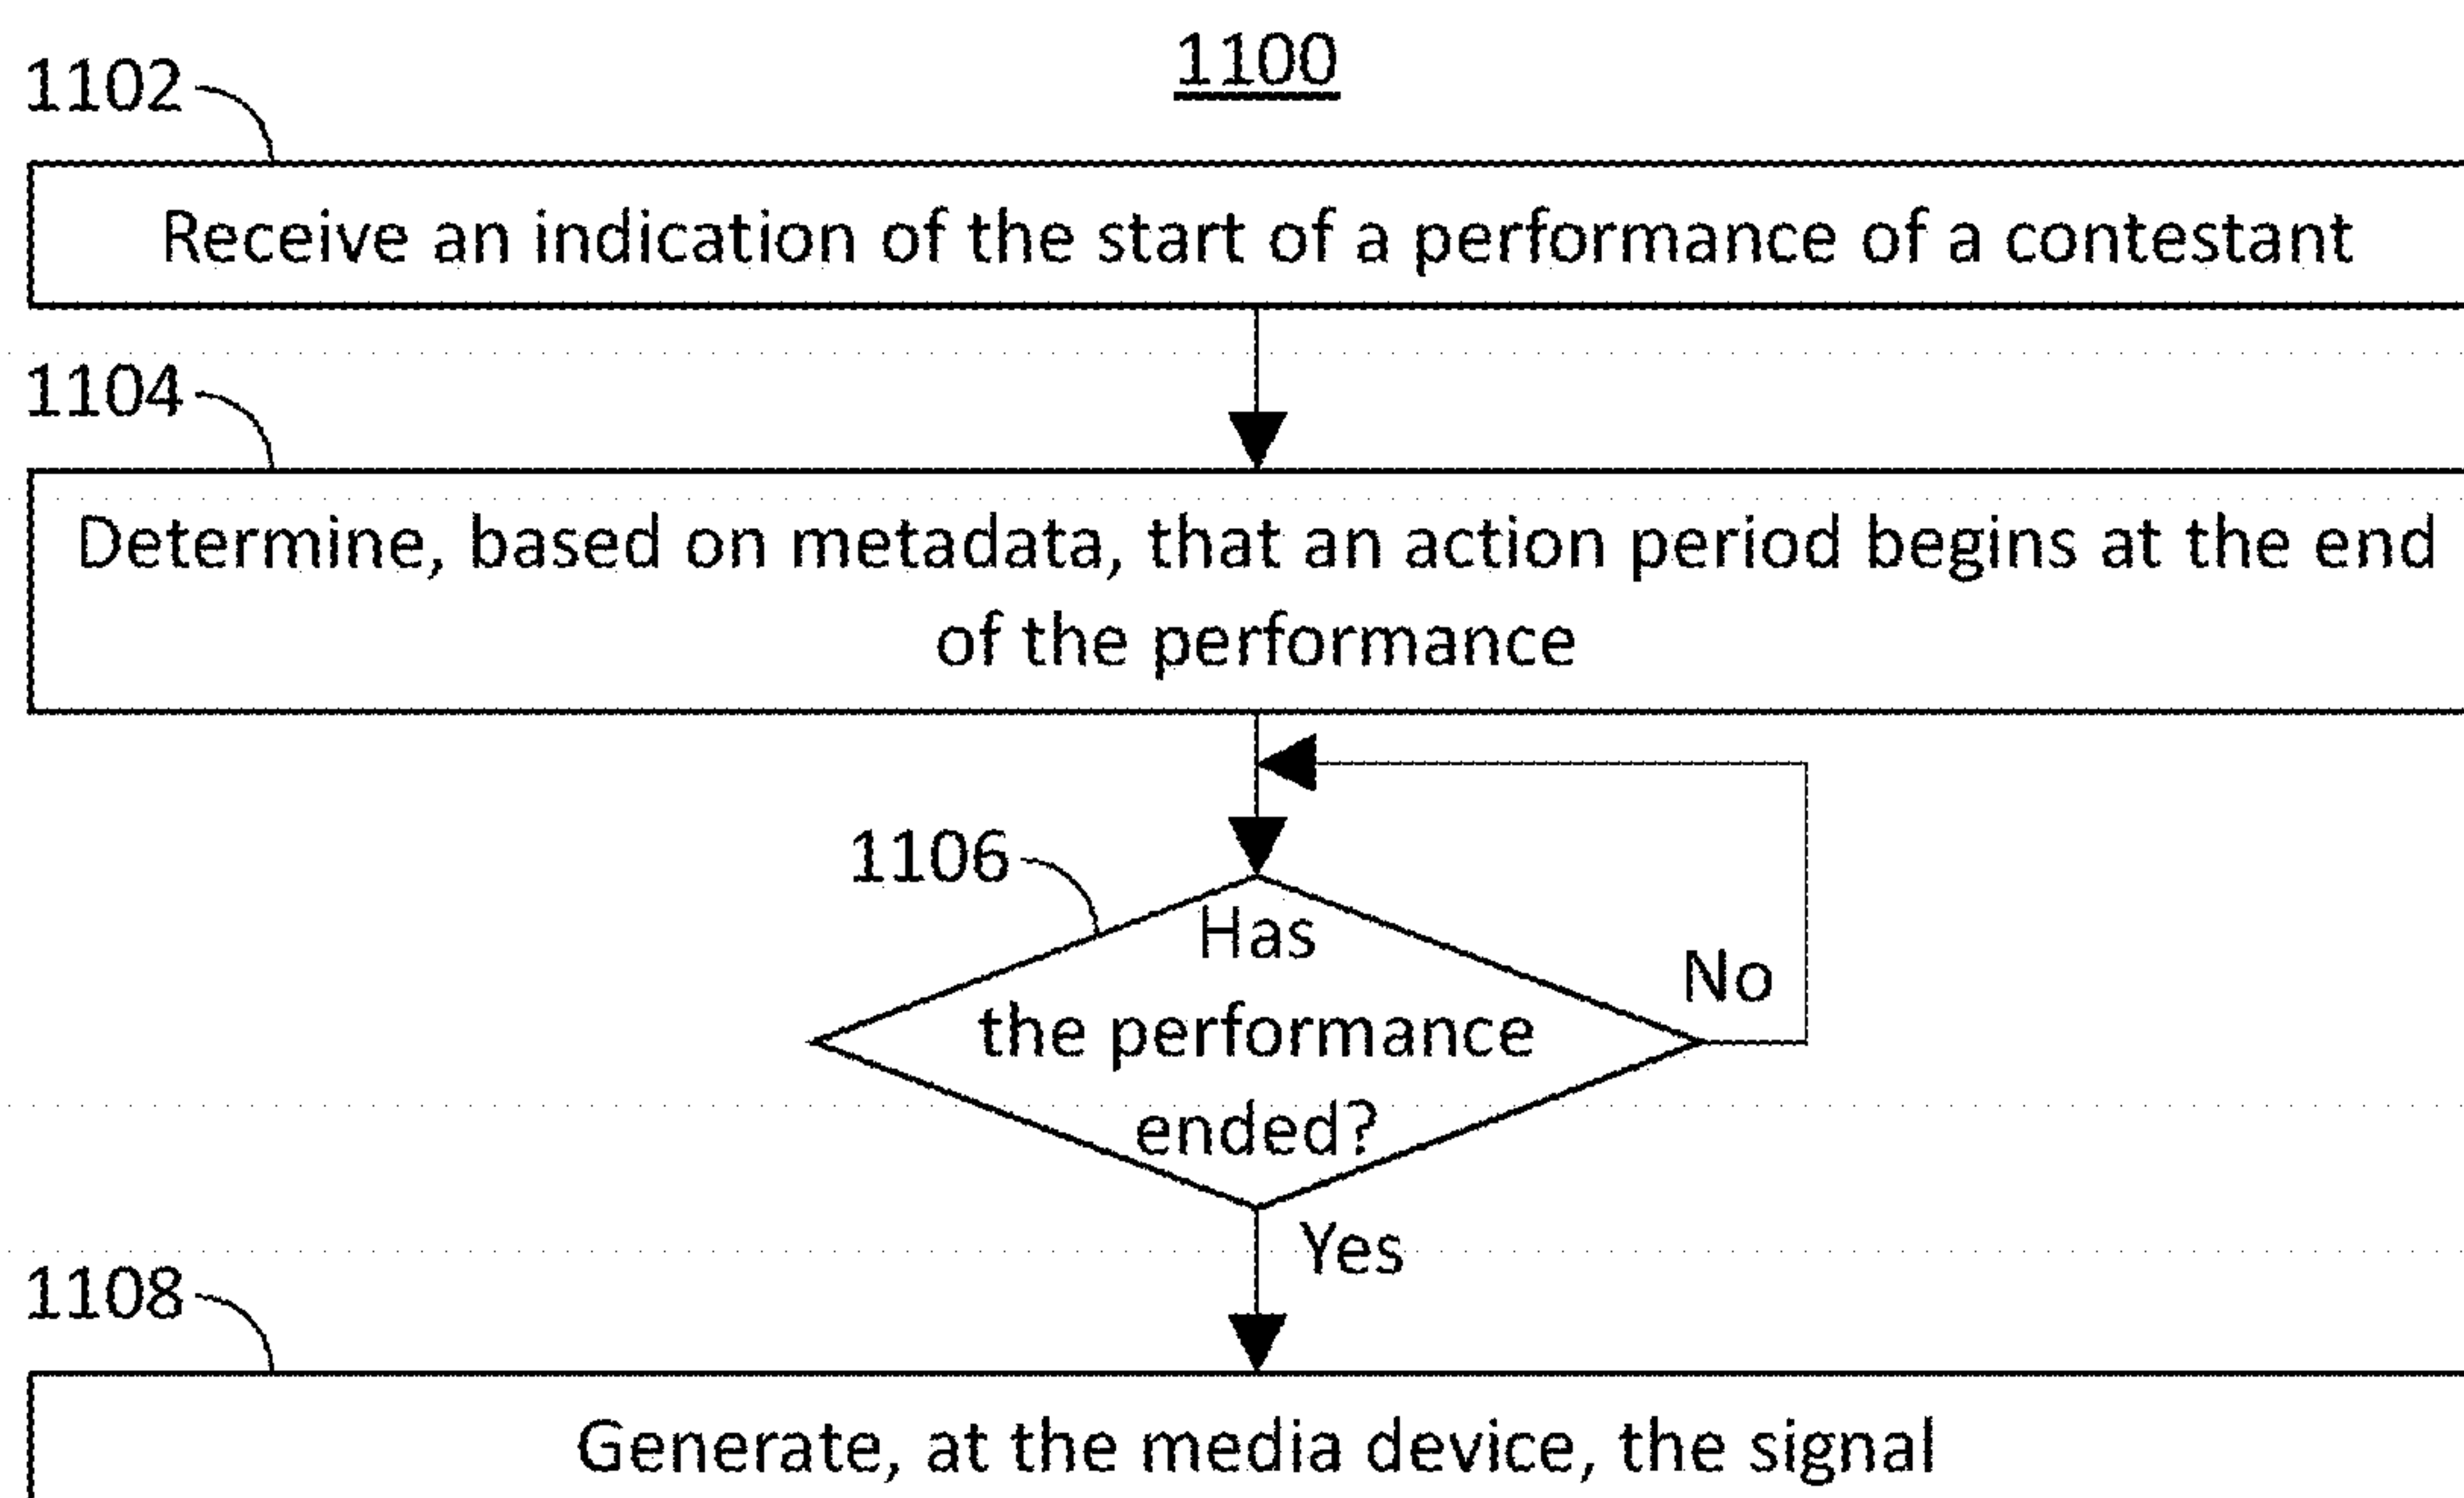 1100
1102
Receive an indication of the start of a performance of a contestant
1104
Determine, based on metadata, that an action period begins at the end
of the performance
1106
Has
the performance
ended?
No
Yes
1108
Generate, at the media device, the signal